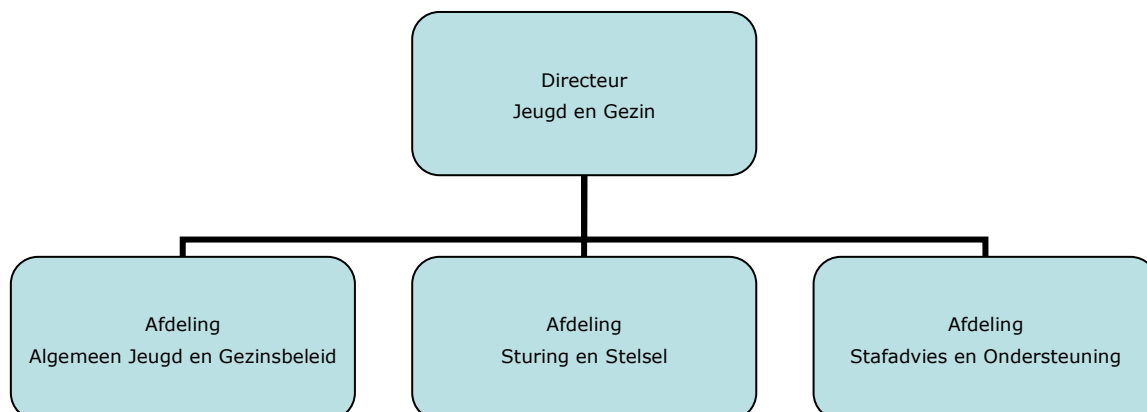 Directeur
Jeugd en Gezin
Afdeling
Algemeen Jeugd en Gezinsbeleid
Afdeling
Sturing en Stelsel
Afdeling
Stafadvies en Ondersteuning